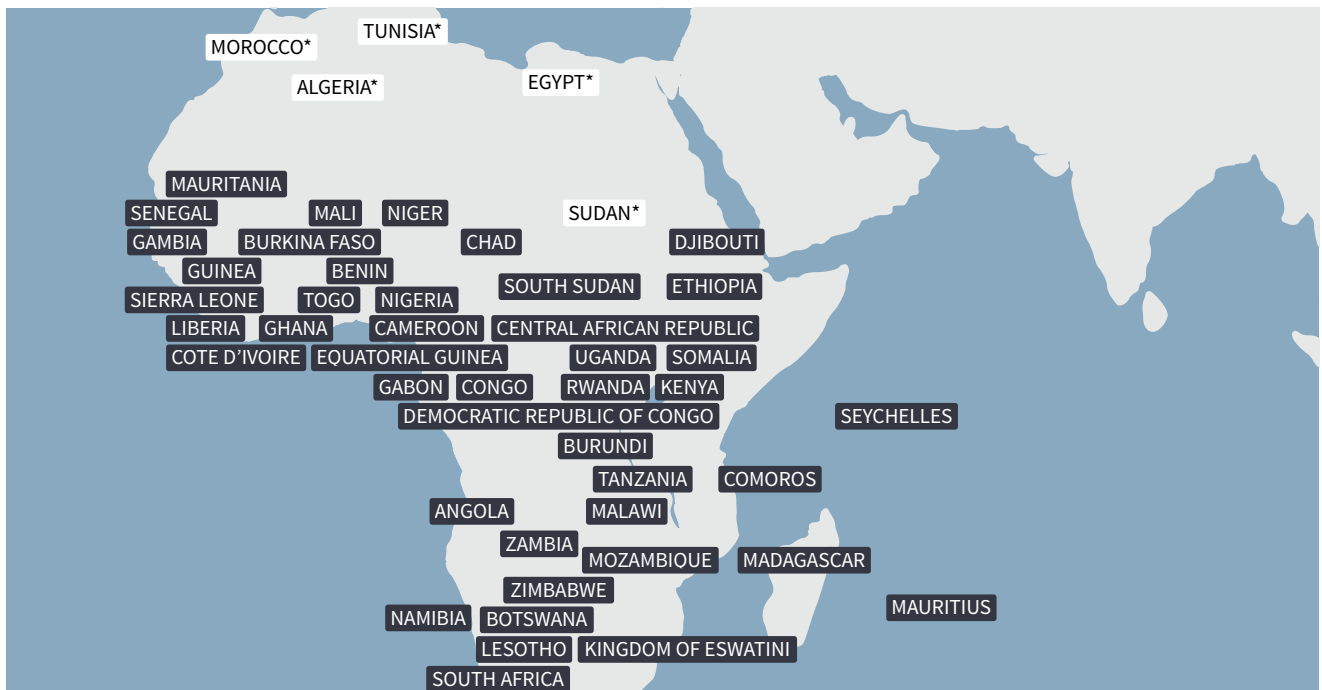 TUNISIA*
MOROCCO*
ALGERIA*
EGYPT*
MAURITANIA
SENEGAL
MALI
NIGER
SUDAN*
GAMBIA
BURKINA FASO
CHAD
DJIBOUTI
GUINEA
BENIN
SOUTH SUDAN
ETHIOPIA
SIERRA LEONE
TOGO
NIGERIA
LIBERIA
GHANA
CAMEROON
CENTRAL AFRICAN REPUBLIC
COTE D’IVOIRE
EQUATORIAL GUINEA
UGANDA
SOMALIA
GABON
CONGO
RWANDA
KENYA
DEMOCRATIC REPUBLIC OF CONGO
SEYCHELLES
BURUNDI
TANZANIA
COMOROS
ANGOLA
MALAWI
ZAMBIA
MOZAMBIQUE
MADAGASCAR
ZIMBABWE
MAURITIUS
NAMIBIA
BOTSWANA
LESOTHO
KINGDOM OF ESWATINI
SOUTH AFRICA